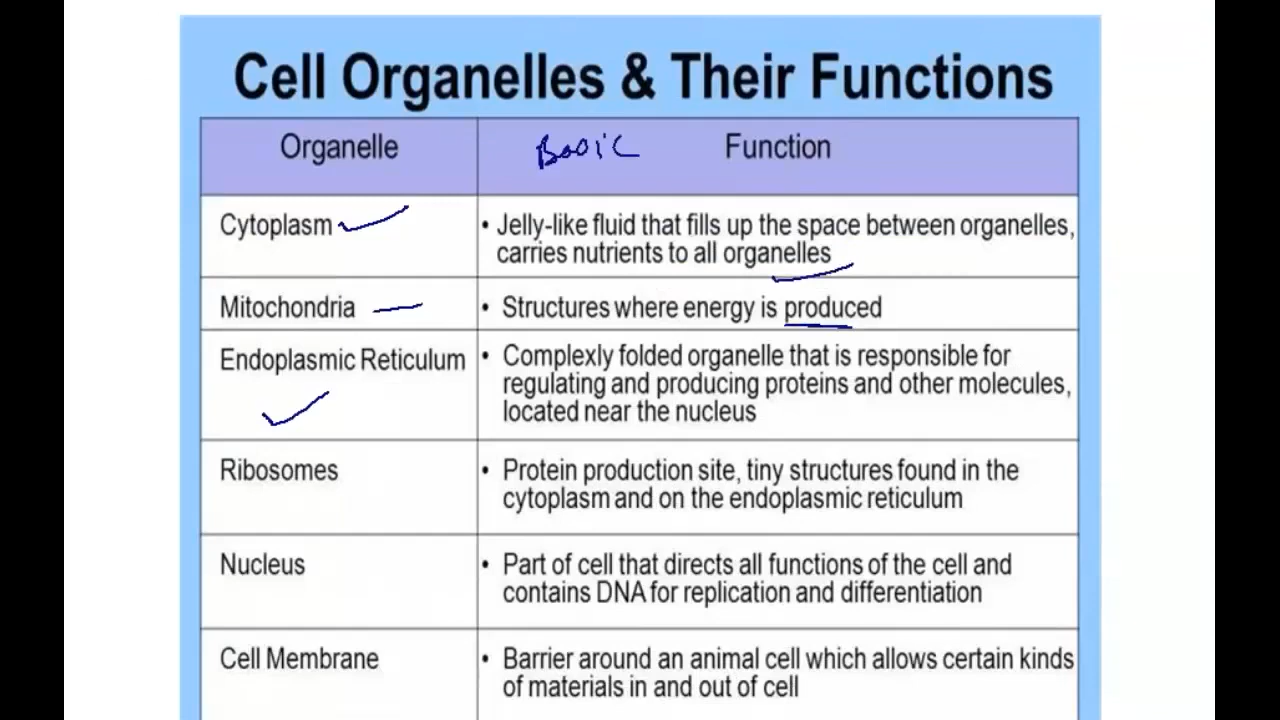 Cell Organelles & Their Functions
Organelle
Basic
Function
Cytoplasm
• Jelly-like fluid that fills up the space between organelles,
carries nutrients to all organelles
Mitochondria
• Structures where energy is produced
Endoplasmic Reticulum
• Complexly folded organelle that is responsible for
regulating and producing proteins and other molecules,
located near the nucleus
Ribosomes
• Protein production site, tiny structures found in the
cytoplasm and on the endoplasmic reticulum
Nucleus
• Part of cell that directs all functions of the cell and
contains DNA for replication and differentiation
Cell Membrane
• Barrier around an animal cell which allows certain kinds
of materials in and out of cell